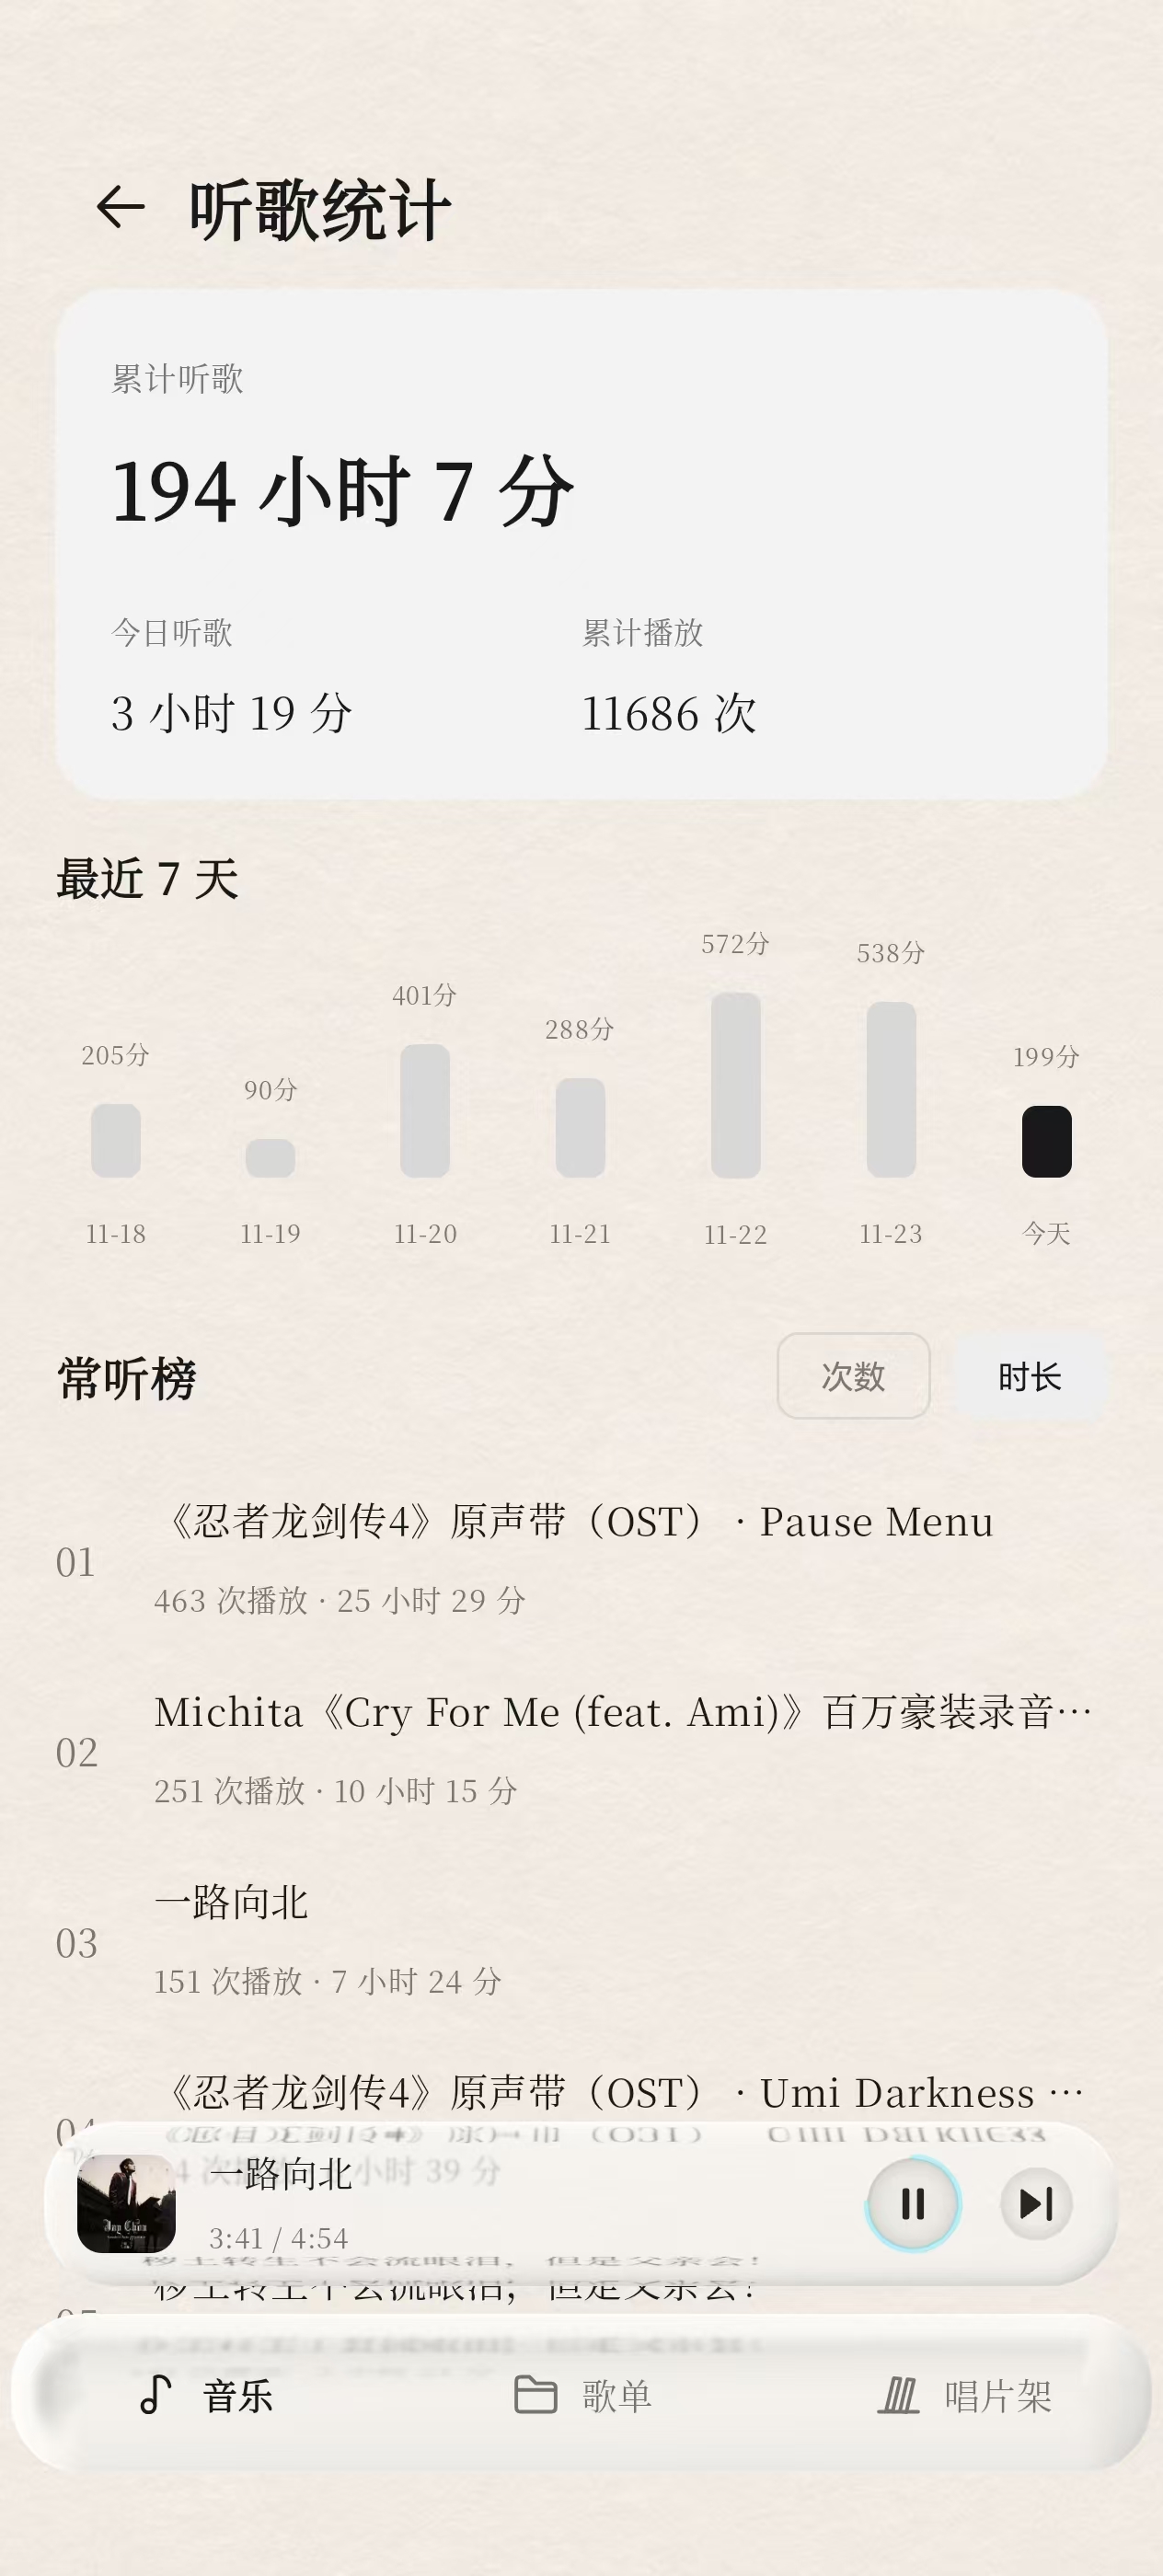 听歌统计
累计听歌
194 小时 7 分
今日听歌 累计播放
3 小时 19 分 11686 次
最近 7 天
205分 90分 401分 288分 572分 538分 199分
11-18 11-19 11-20 11-21 11-22 11-23 今天
常听榜 次数 时长
《忍者龙剑传4》原声带（OST） · Pause Menu
01
463 次播放 · 25 小时 29 分
Michita《Cry For Me (feat. Ami)》百万豪装录音…
02
251 次播放 · 10 小时 15 分
一路向北
03
151 次播放 · 7 小时 24 分
《忍者龙剑传4》原声带（OST） · Umi Darkness …
04
小时 39 分
一路向北
Jay Chou
3:41 / 4:54
音乐 歌单 唱片架